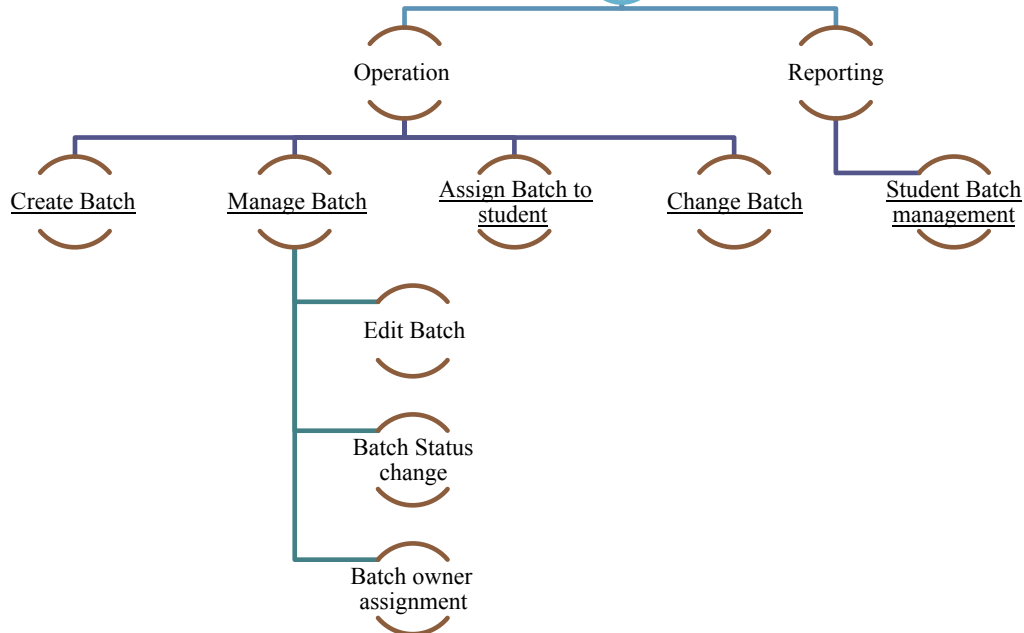 Operation
Reporting
Create Batch
Manage Batch
Assign Batch to
student
Change Batch
Student Batch
management
Edit Batch
Batch Status
change
Batch owner
assignment